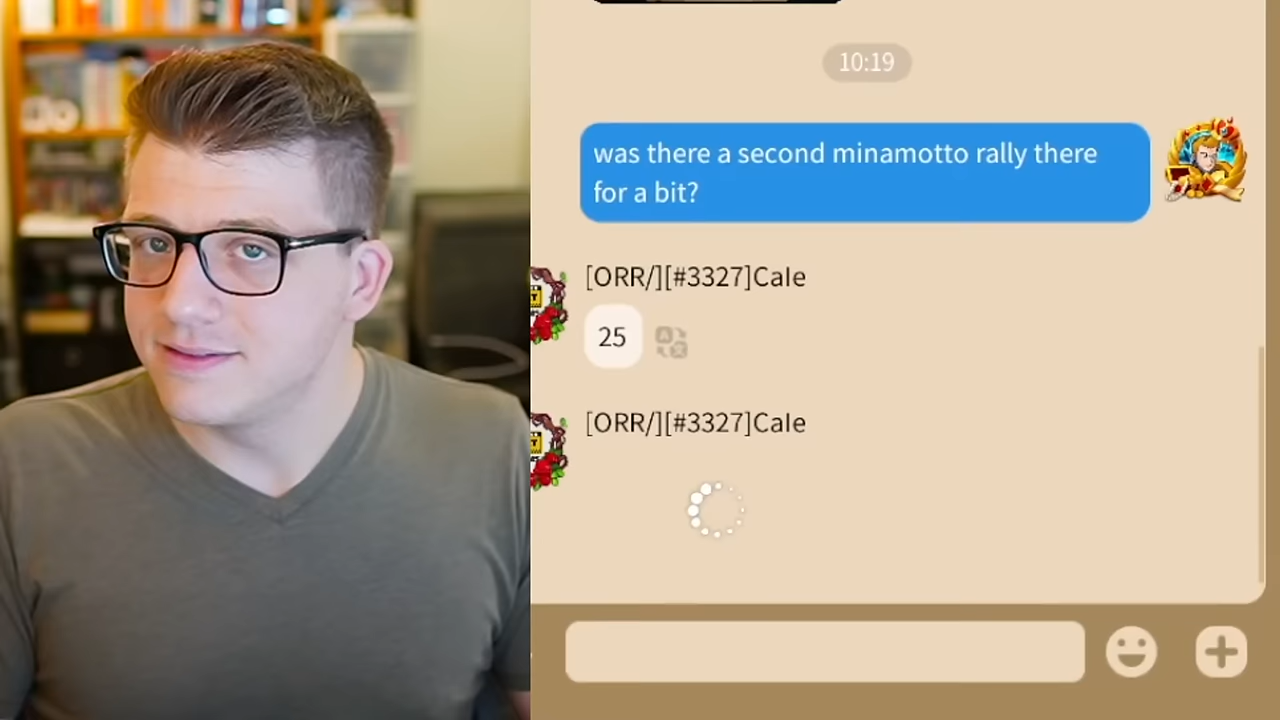 10:19
was there a second minamotto rally there
for a bit?
[ORR/][#3327]Cale
25
[ORR/][#3327]Cale